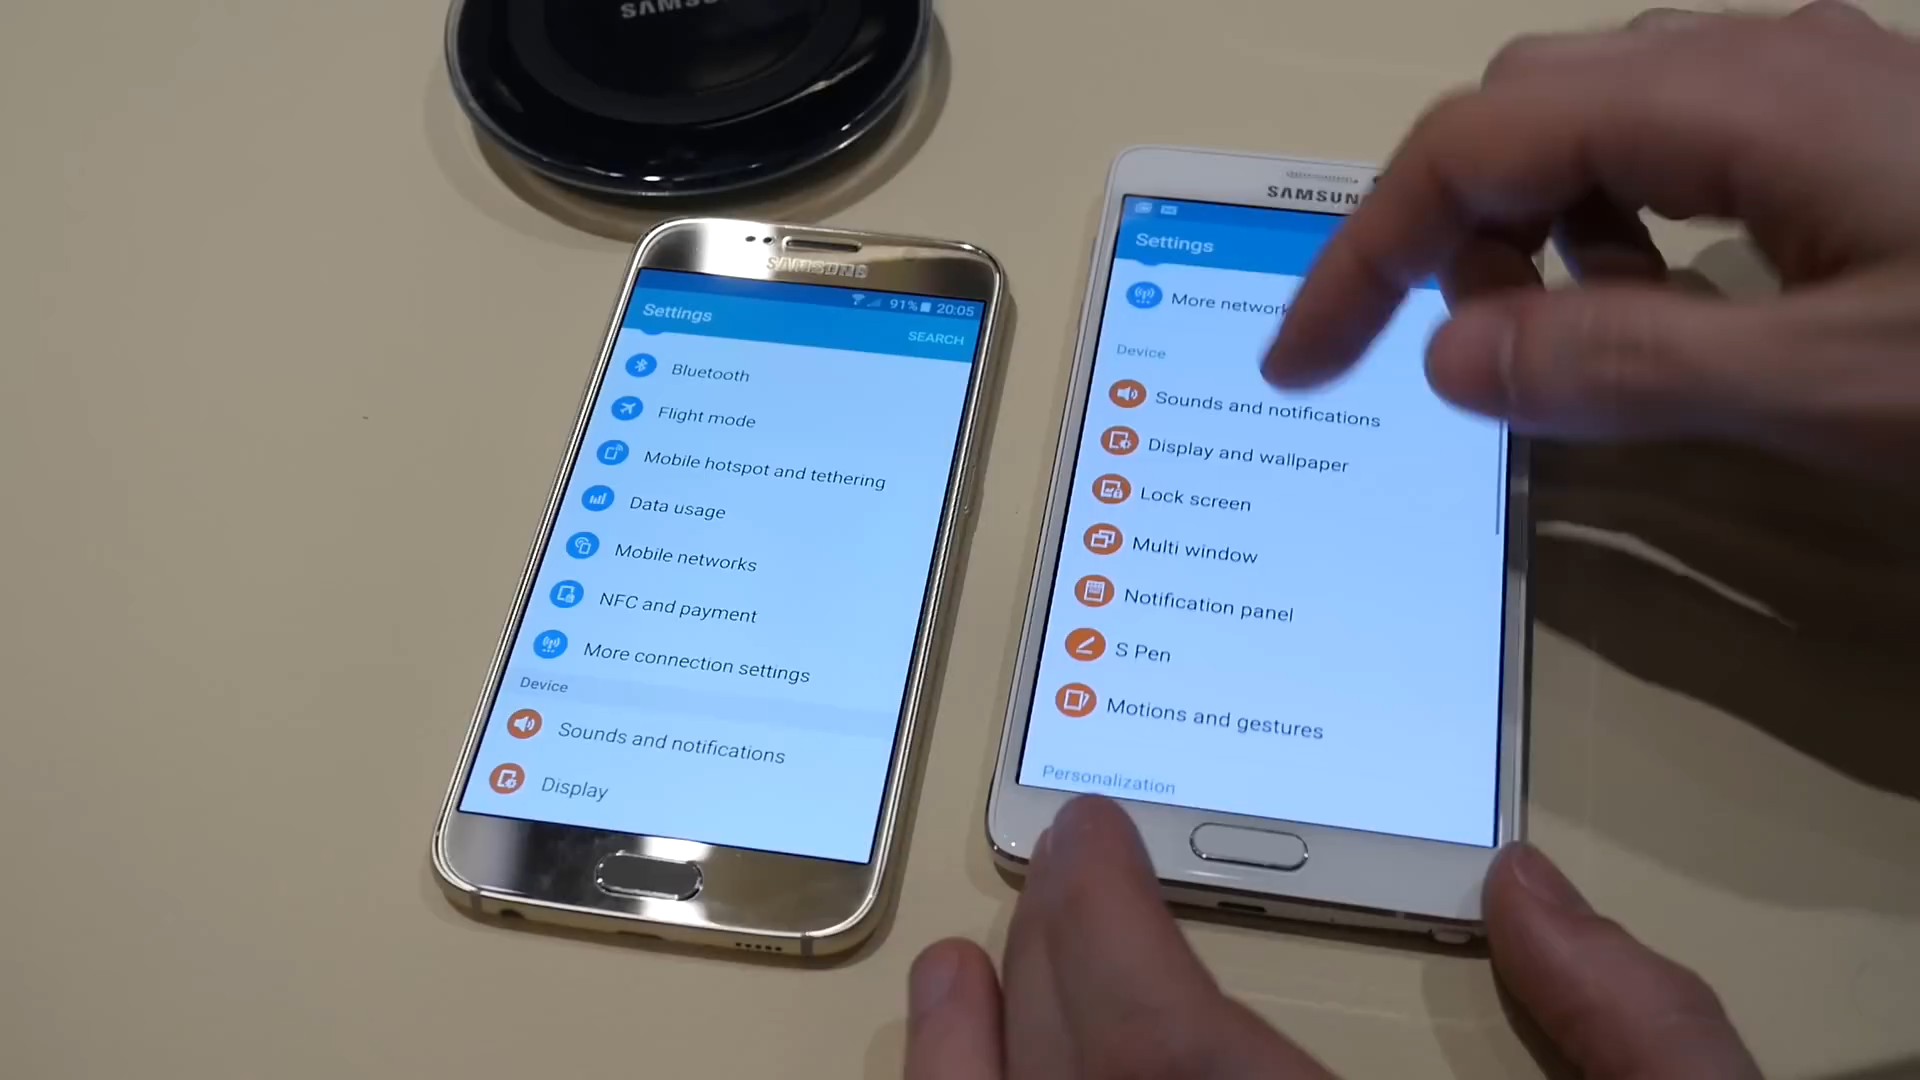 SAMSUNG
Settings
91% 20:05
SEARCH
Bluetooth
Flight mode
Mobile hotspot and tethering
Data usage
Mobile networks
NFC and payment
More connection settings
Device
Sounds and notifications
Display
Settings
More
Device
Sounds and notifications
Display and wallpaper
Lock screen
Multi window
Notification panel
S Pen
Motions and gestures
Personalization